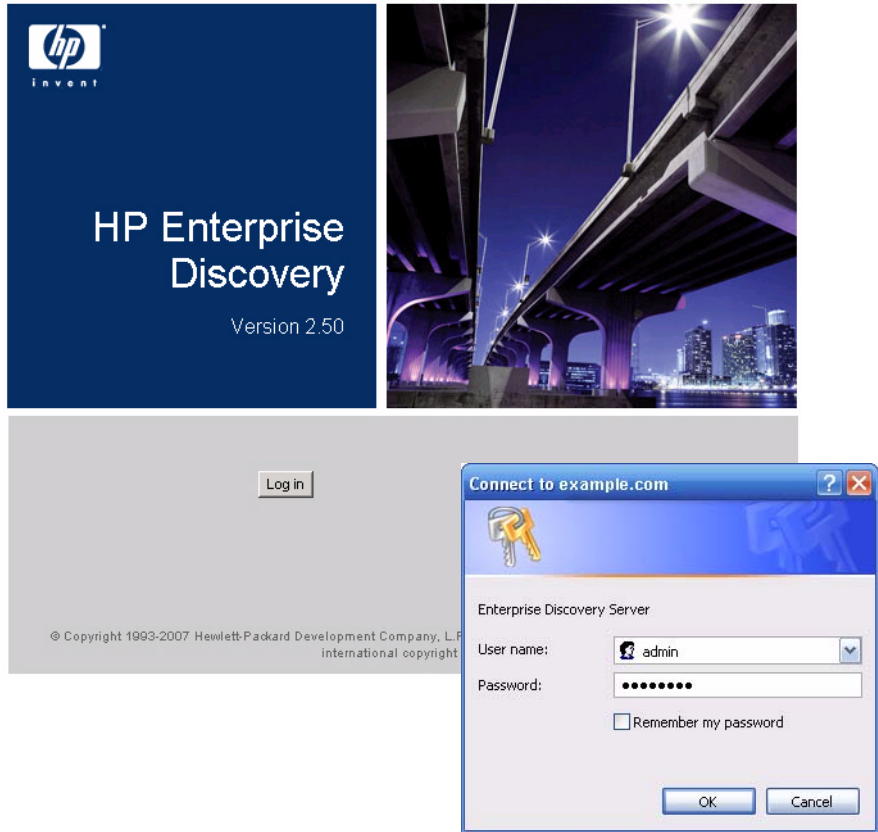 hp
invent
HP Enterprise
Discovery
Version 2.50
Log in
© Copyright 1993-2007 Hewlett-Packard Development Company, L.P
international copyright
Connect to example.com
Enterprise Discovery Server
User name:
admin
Password:
●●●●●●●●
Remember my password
OK
Cancel